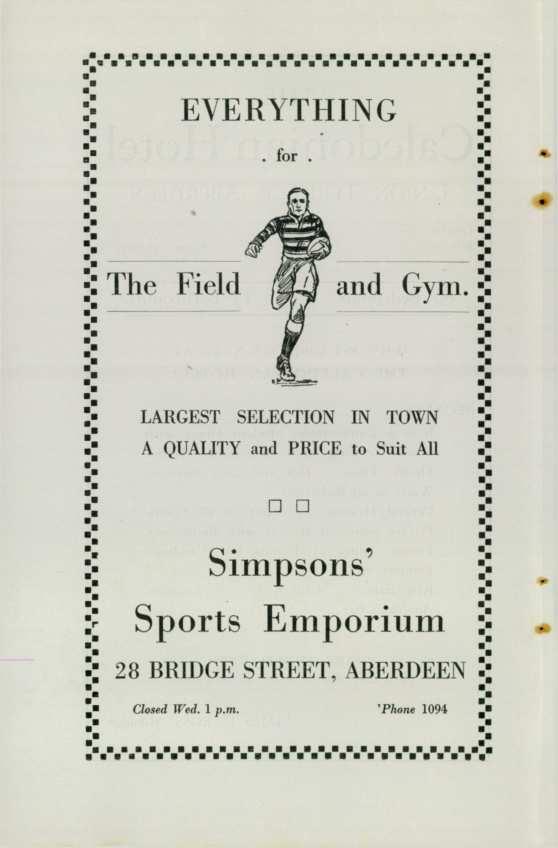 EVERYTHING
. for .
The Field and Gym.
LARGEST SELECTION IN TOWN
A QUALITY and PRICE to Suit All
Simpsons'
Sports Emporium
28 BRIDGE STREET, ABERDEEN
Closed Wed. 1 p.m. 'Phone 1094